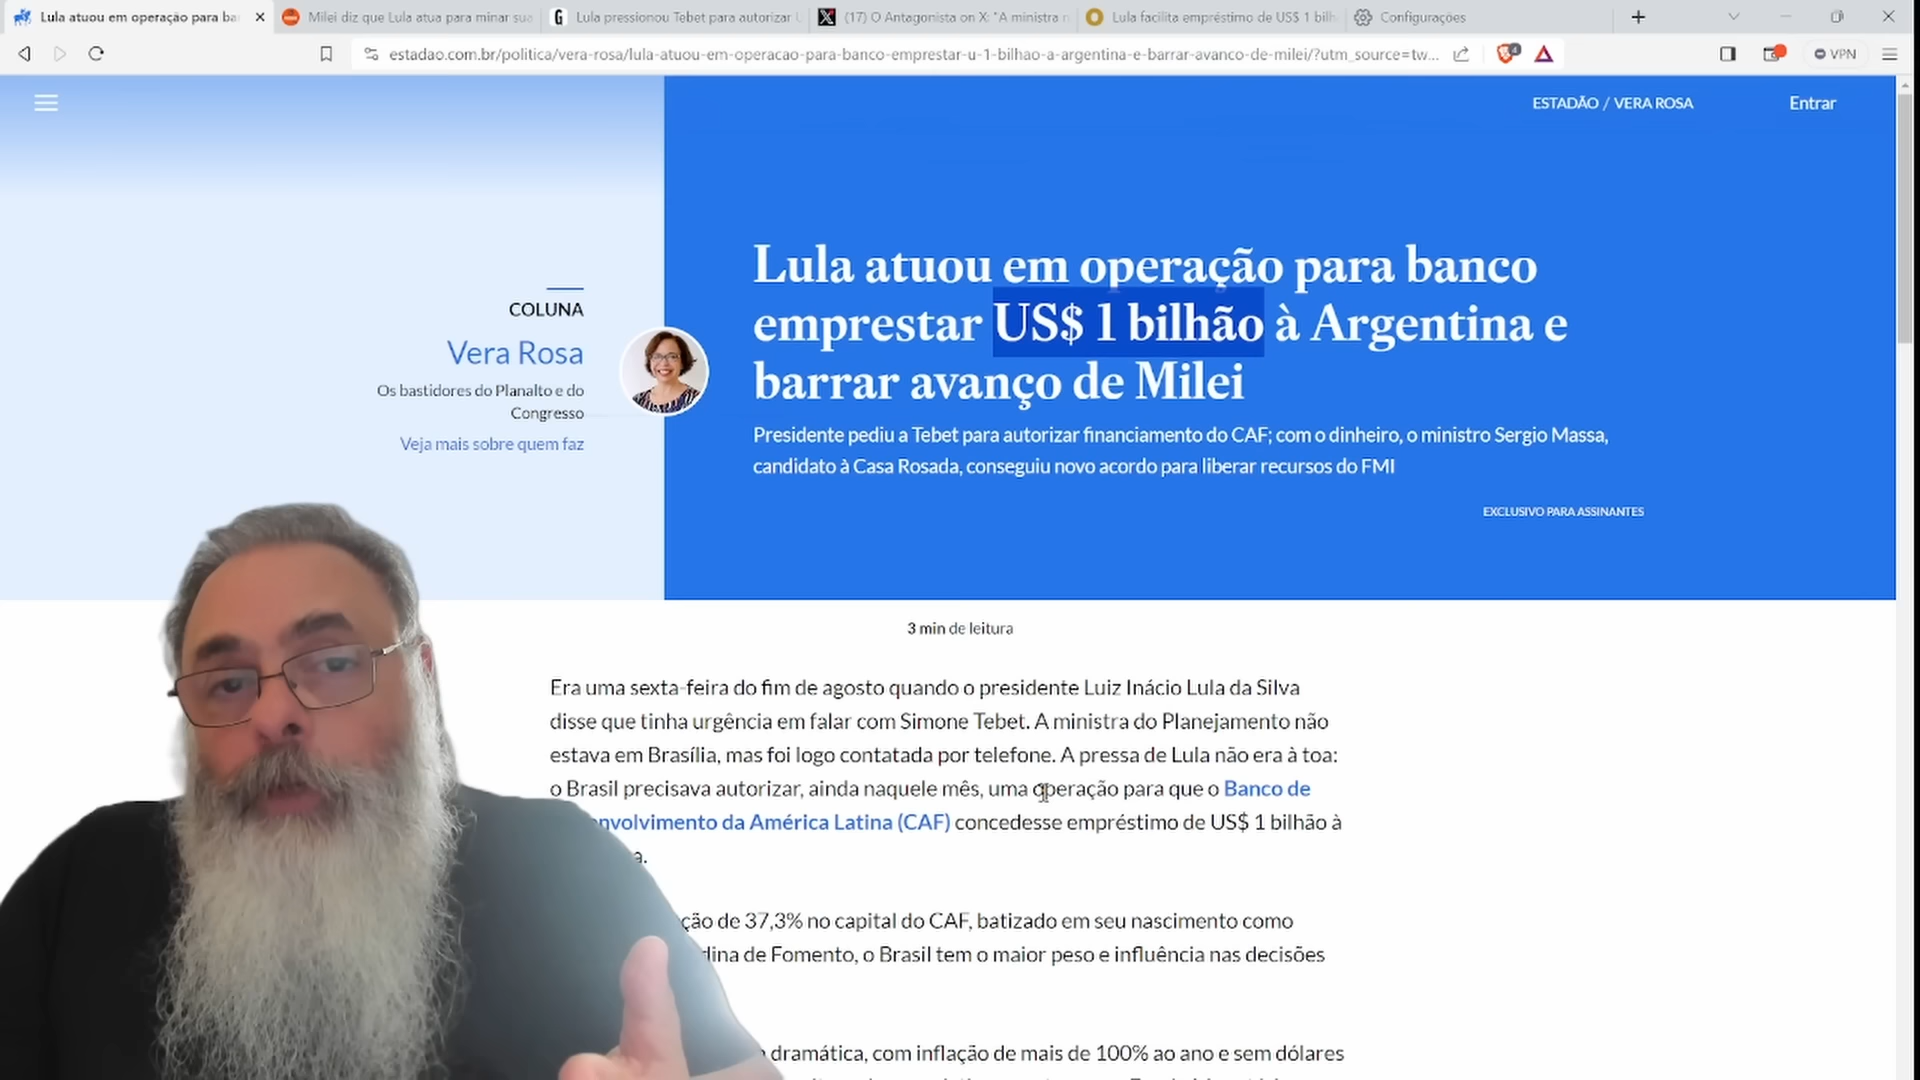 Lula atuou em operação para ba
Milei diz que Lula atua para minar sua
Lula pressionou Tebet para autorizar
(17) O Antagonista on X: "A ministra
Lula facilita empréstimo de US$ 1 bilh
Configurações
estadao.com.br/politica/vera-rosa/lula-atuou-em-operacao-para-banco-emprestar-u-1-bilhao-a-argentina-e-barrar-avanco-de-milei/?utm_source=tw...
4
VPN
ESTADÃO / VERA ROSA
Entrar
COLUNA
Vera Rosa
Os bastidores do Planalto e do
Congresso
Veja mais sobre quem faz
Lula atuou em operação para banco
emprestar US$ 1 bilhão à Argentina e
barrar avanço de Milei
Presidente pediu a Tebet para autorizar financiamento do CAF; com o dinheiro, o ministro Sergio Massa,
candidato à Casa Rosada, conseguiu novo acordo para liberar recursos do FMI
EXCLUSIVO PARA ASSINANTES
3 min de leitura
Era uma sexta-feira do fim de agosto quando o presidente Luiz Inácio Lula da Silva
disse que tinha urgência em falar com Simone Tebet. A ministra do Planejamento não
estava em Brasília, mas foi logo contatada por telefone. A pressa de Lula não era à toa:
o Brasil precisava autorizar, ainda naquele mês, uma operação para que o Banco de
nvolvimento da América Latina (CAF) concedesse empréstimo de US$ 1 bilhão à
a.
ção de 37,3% no capital do CAF, batizado em seu nascimento como
dina de Fomento, o Brasil tem o maior peso e influência nas decisões
dramática, com inflação de mais de 100% ao ano e sem dólares